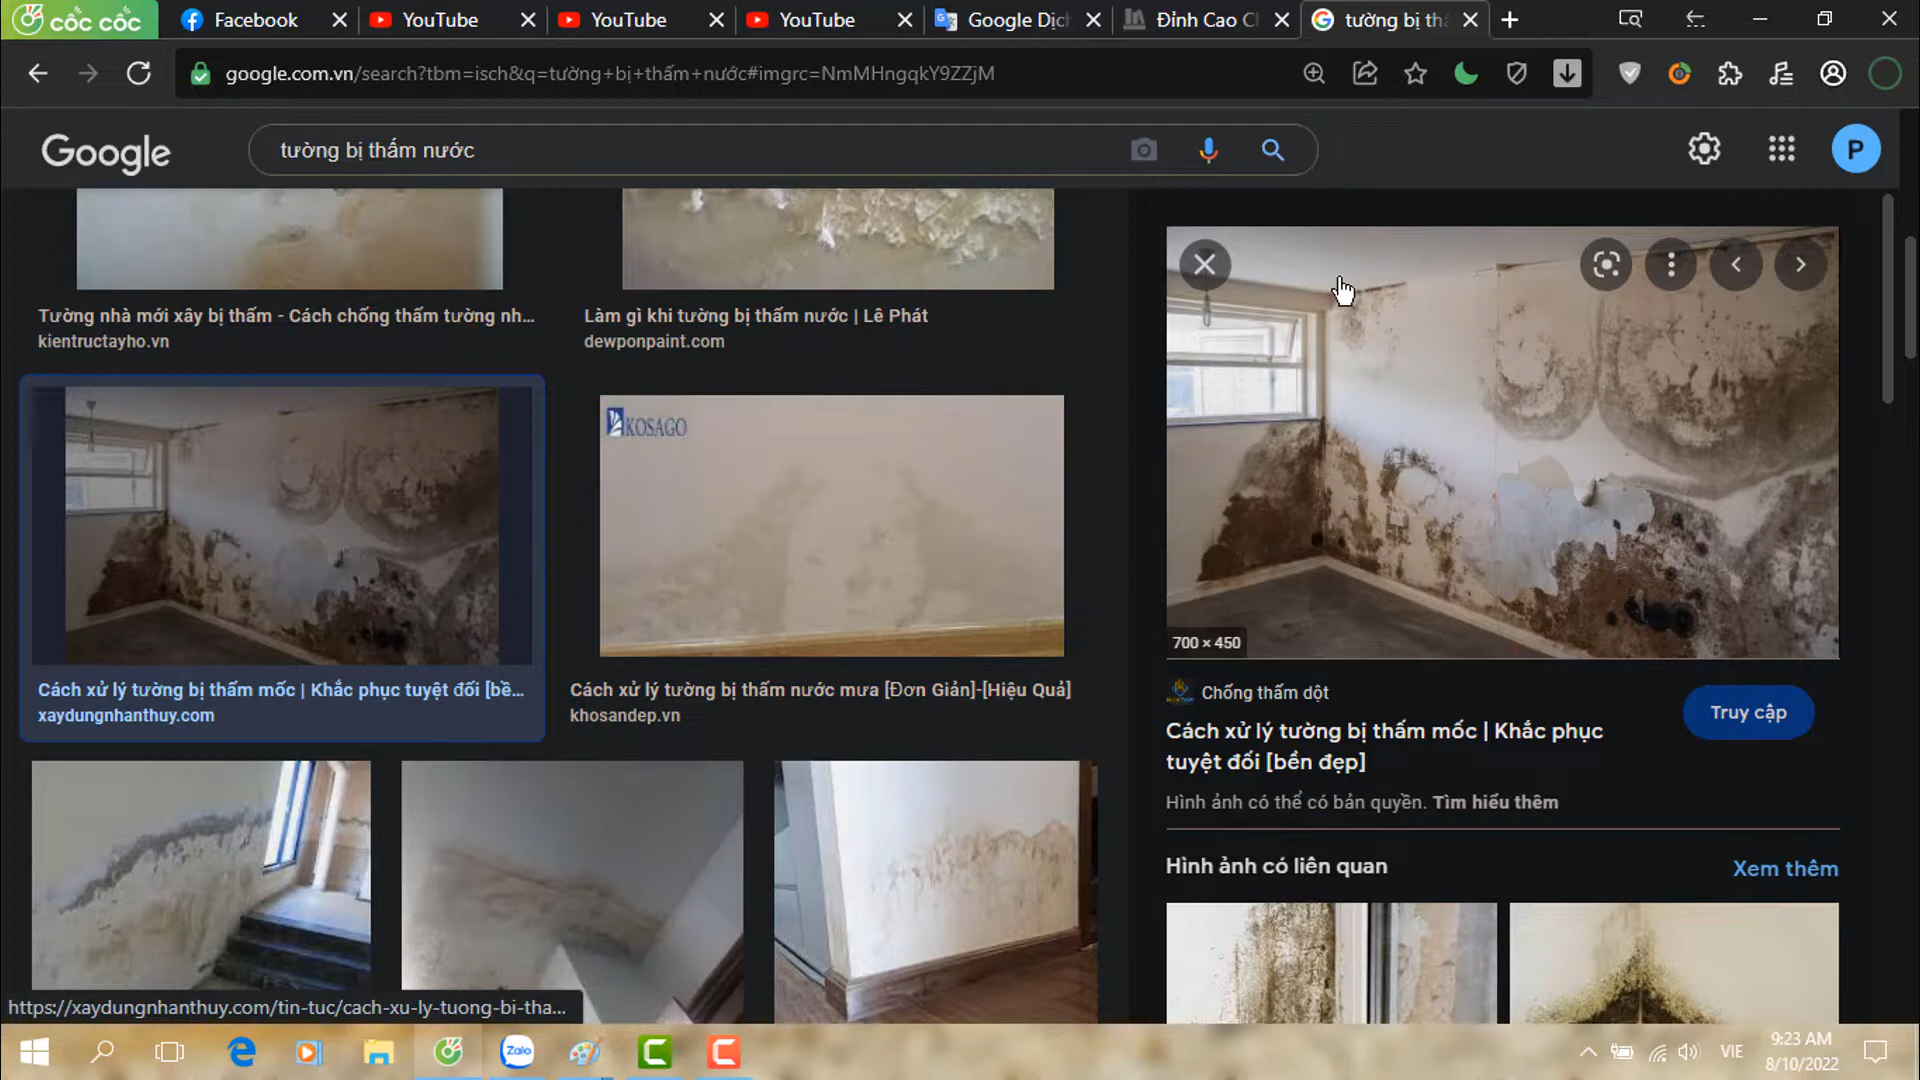 cốc cốc
Facebook
YouTube
YouTube
YouTube
Google Dịc
Đỉnh Cao C
tường bị thấ
google.com.vn/search?tbm=isch&q=tường+bị+thấm+nước#imgrc=NmMHngqkY9ZZjM
Google
tường bị thấm nước
P
Tường nhà mới xây bị thấm - Cách chống thấm tường nh...
kientructayho.vn
Làm gì khi tường bị thấm nước | Lê Phát
dewponpaint.com
KOSAGO
Cách xử lý tường bị thấm mốc | Khắc phục tuyệt đối [bề...
xaydungnhanthuy.com
Cách xử lý tường bị thấm nước mưa [Đơn Giản]-[Hiệu Quả]
khosandep.vn
700 × 450
Chống thấm dột
Cách xử lý tường bị thấm mốc | Khắc phục
tuyệt đối [bền đẹp]
Truy cập
Hình ảnh có thể có bản quyền. Tìm hiểu thêm
Hình ảnh có liên quan
Xem thêm
https://xaydungnhanthuy.com/tin-tuc/cach-xu-ly-tuong-bi-tha...
Zalo
VIE
9:23 AM
8/10/2022